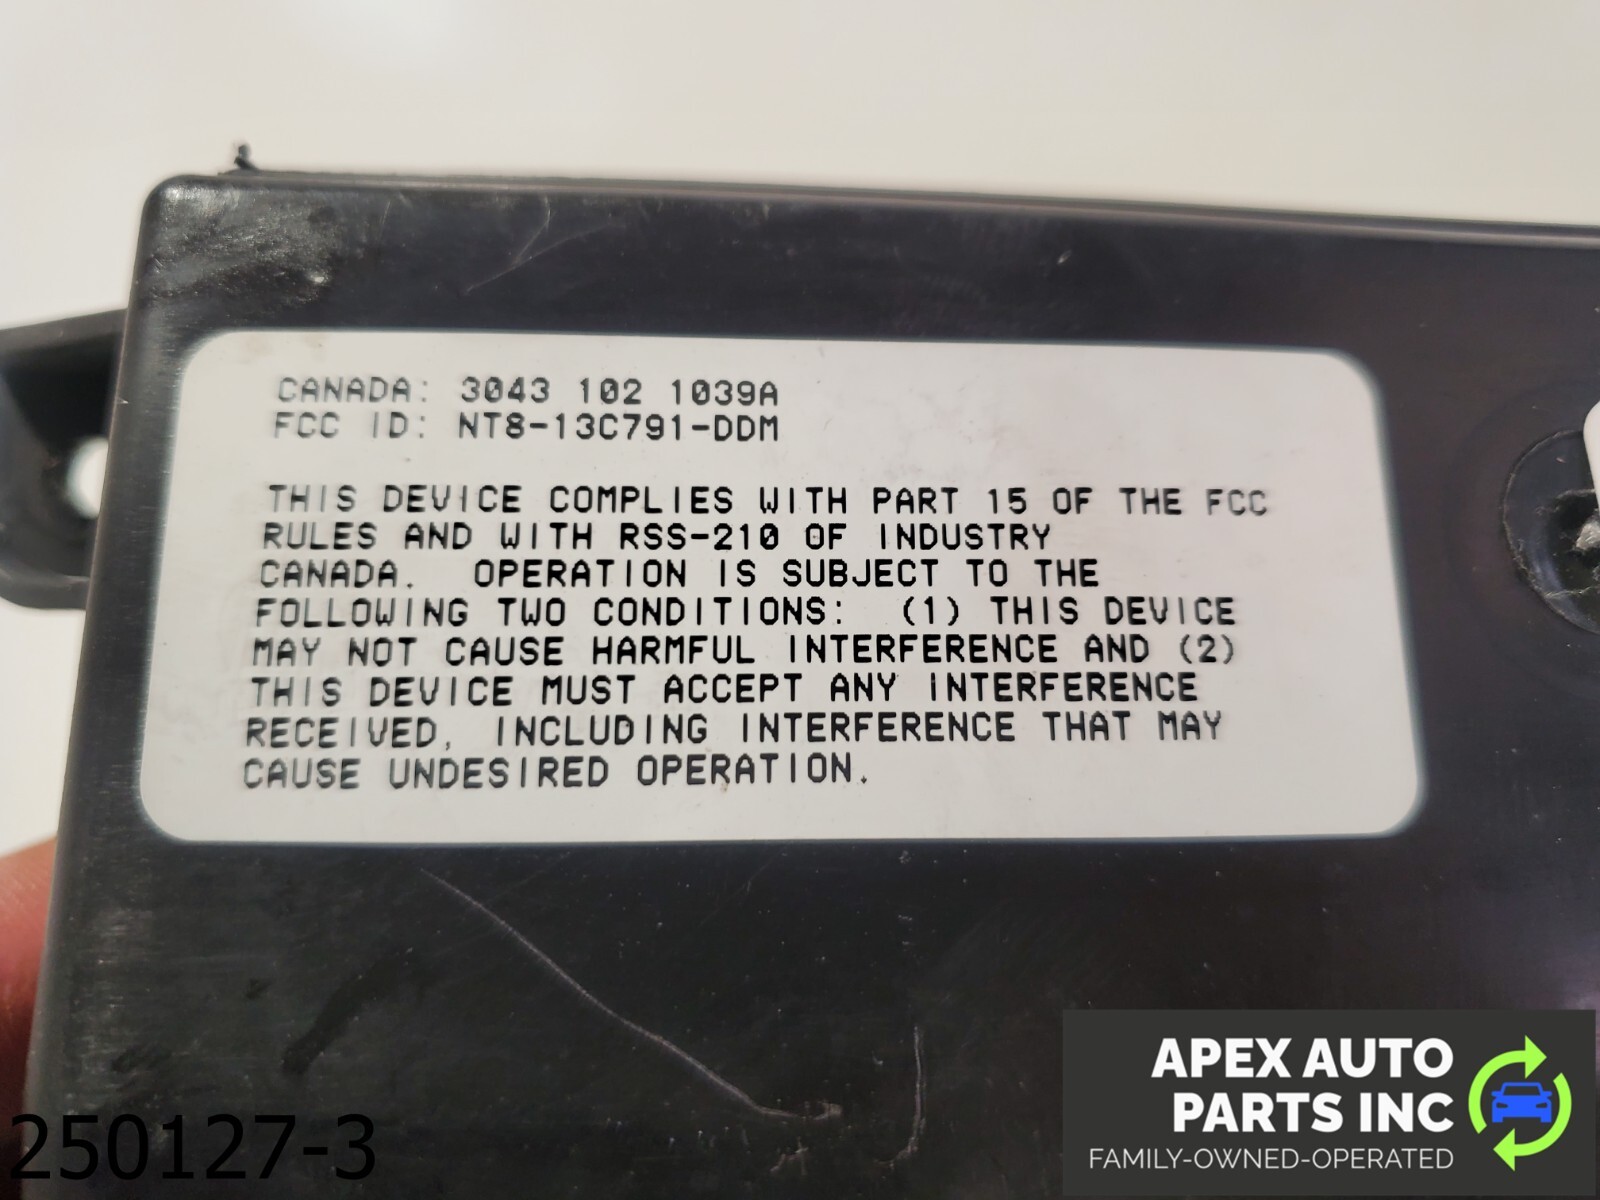 CANADA: 3043 102 1039A
FCC ID: NT8-13C791-DDM
THIS DEVICE COMPLIES WITH PART 15 OF THE FCC
RULES AND WITH RSS-210 OF INDUSTRY
CANADA. OPERATION IS SUBJECT TO THE
FOLLOWING TWO CONDITIONS: (1) THIS DEVICE
MAY NOT CAUSE HARMFUL INTERFERENCE AND (2)
THIS DEVICE MUST ACCEPT ANY INTERFERENCE
RECEIVED, INCLUDING INTERFERENCE THAT MAY
CAUSE UNDESIRED OPERATION.
APEX AUTO
PARTS INC
FAMILY-OWNED-OPERATED
250127-3